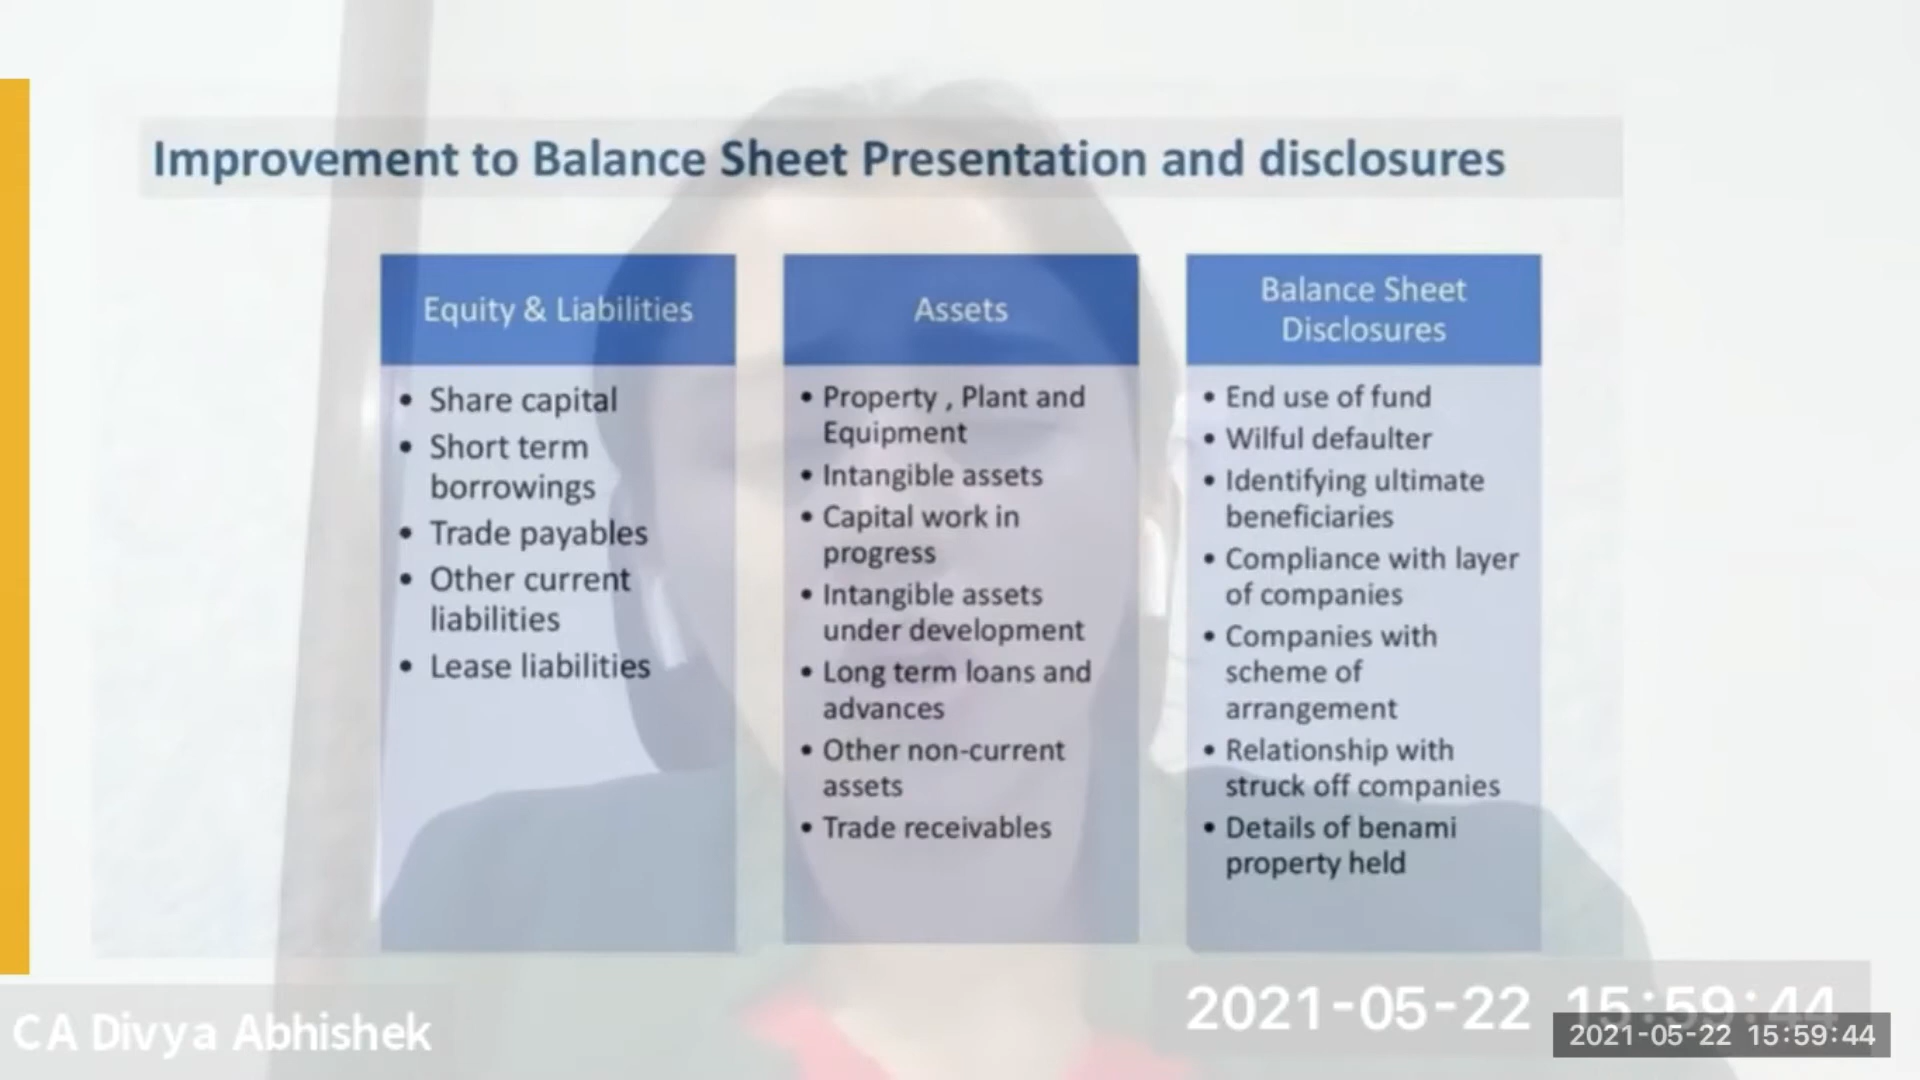 Improvement to Balance Sheet Presentation and disclosures
Equity & Liabilities
• Share capital
• Short term
borrowings
• Trade payables
• Other current
liabilities
• Lease liabilities
Assets
• Property , Plant and
Equipment
• Intangible assets
• Capital work in
progress
• Intangible assets
under development
• Long term loans and
advances
• Other non-current
assets
• Trade receivables
Balance Sheet
Disclosures
• End use of fund
• Wilful defaulter
• Identifying ultimate
beneficiaries
• Compliance with layer
of companies
• Companies with
scheme of
arrangement
• Relationship with
struck off companies
• Details of benami
property held
CA Divya Abhishek
2021-05-22 15:59:44
2021-05-22 15:59:44